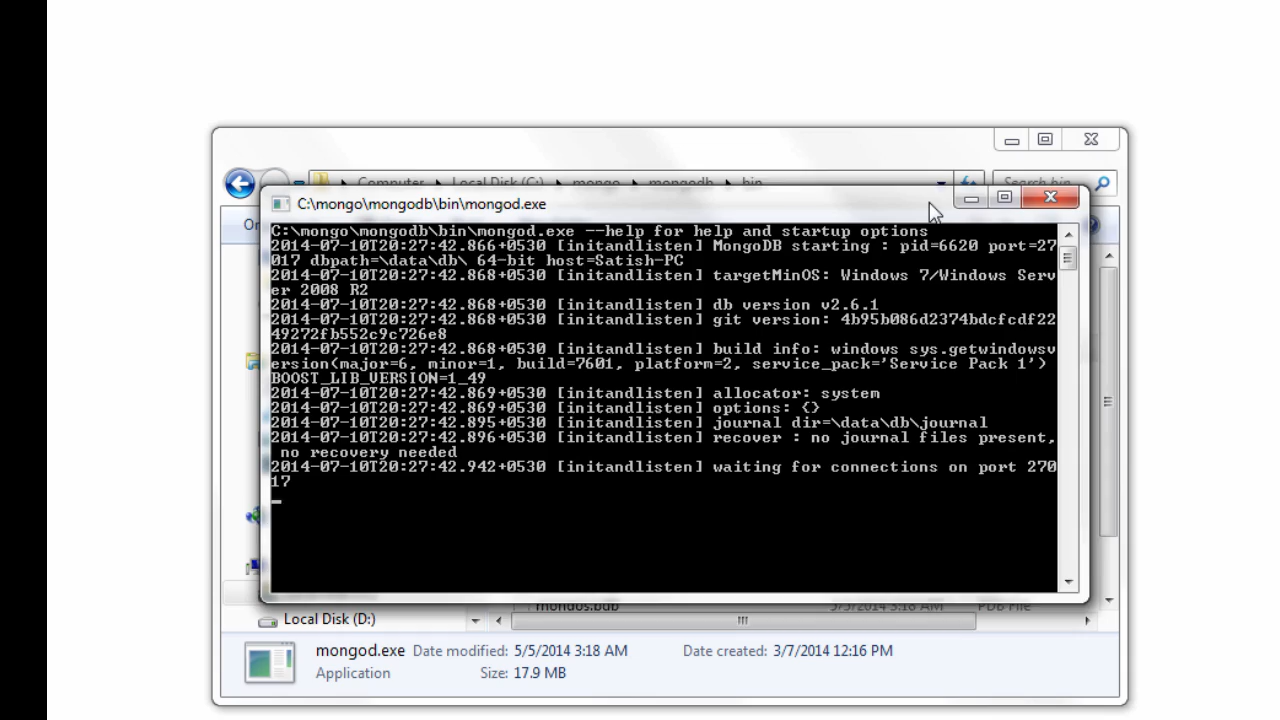 Computer Local Disk (C:) mongo mongodb bin
Search bin
C:\mongo\mongodb\bin\mongod.exe
C:\mongo\mongodb\bin\mongod.exe --help for help and startup options
2014-07-10T20:27:42.866+0530 [initandlisten] MongoDB starting : pid=6620 port=27
017 dbpath=\data\db\ 64-bit host=Satish-PC
2014-07-10T20:27:42.868+0530 [initandlisten] targetMinOS: Windows 7/Windows Serv
er 2008 R2
2014-07-10T20:27:42.868+0530 [initandlisten] db version v2.6.1
2014-07-10T20:27:42.868+0530 [initandlisten] git version: 4b95b086d2374bdcfcdf22
49272fb552c9c726e8
2014-07-10T20:27:42.868+0530 [initandlisten] build info: windows sys.getwindowsv
ersion(major=6, minor=1, build=7601, platform=2, service_pack='Service Pack 1')
BOOST_LIB_VERSION=1_49
2014-07-10T20:27:42.869+0530 [initandlisten] allocator: system
2014-07-10T20:27:42.869+0530 [initandlisten] options: {}
2014-07-10T20:27:42.895+0530 [initandlisten] journal dir=\data\db\journal
2014-07-10T20:27:42.896+0530 [initandlisten] recover : no journal files present,
 no recovery needed
2014-07-10T20:27:42.942+0530 [initandlisten] waiting for connections on port 270
17
5/5/2014 3:18 AM PDB File
Local Disk (D:)
mongod.exe Date modified: 5/5/2014 3:18 AM Date created: 3/7/2014 12:16 PM
Application Size: 17.9 MB